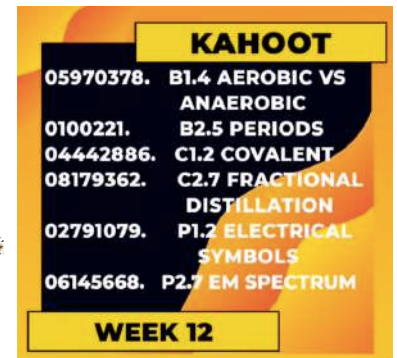 KAHOOT
05970378. B1.4 AEROBIC VS
ANAEROBIC
0100221. B2.5 PERIODS
04442886. C1.2 COVALENT
08179362. C2.7 FRACTIONAL
DISTILLATION
02791079. P1.2 ELECTRICAL
SYMBOLS
06145668. P2.7 EM SPECTRUM
WEEK 12